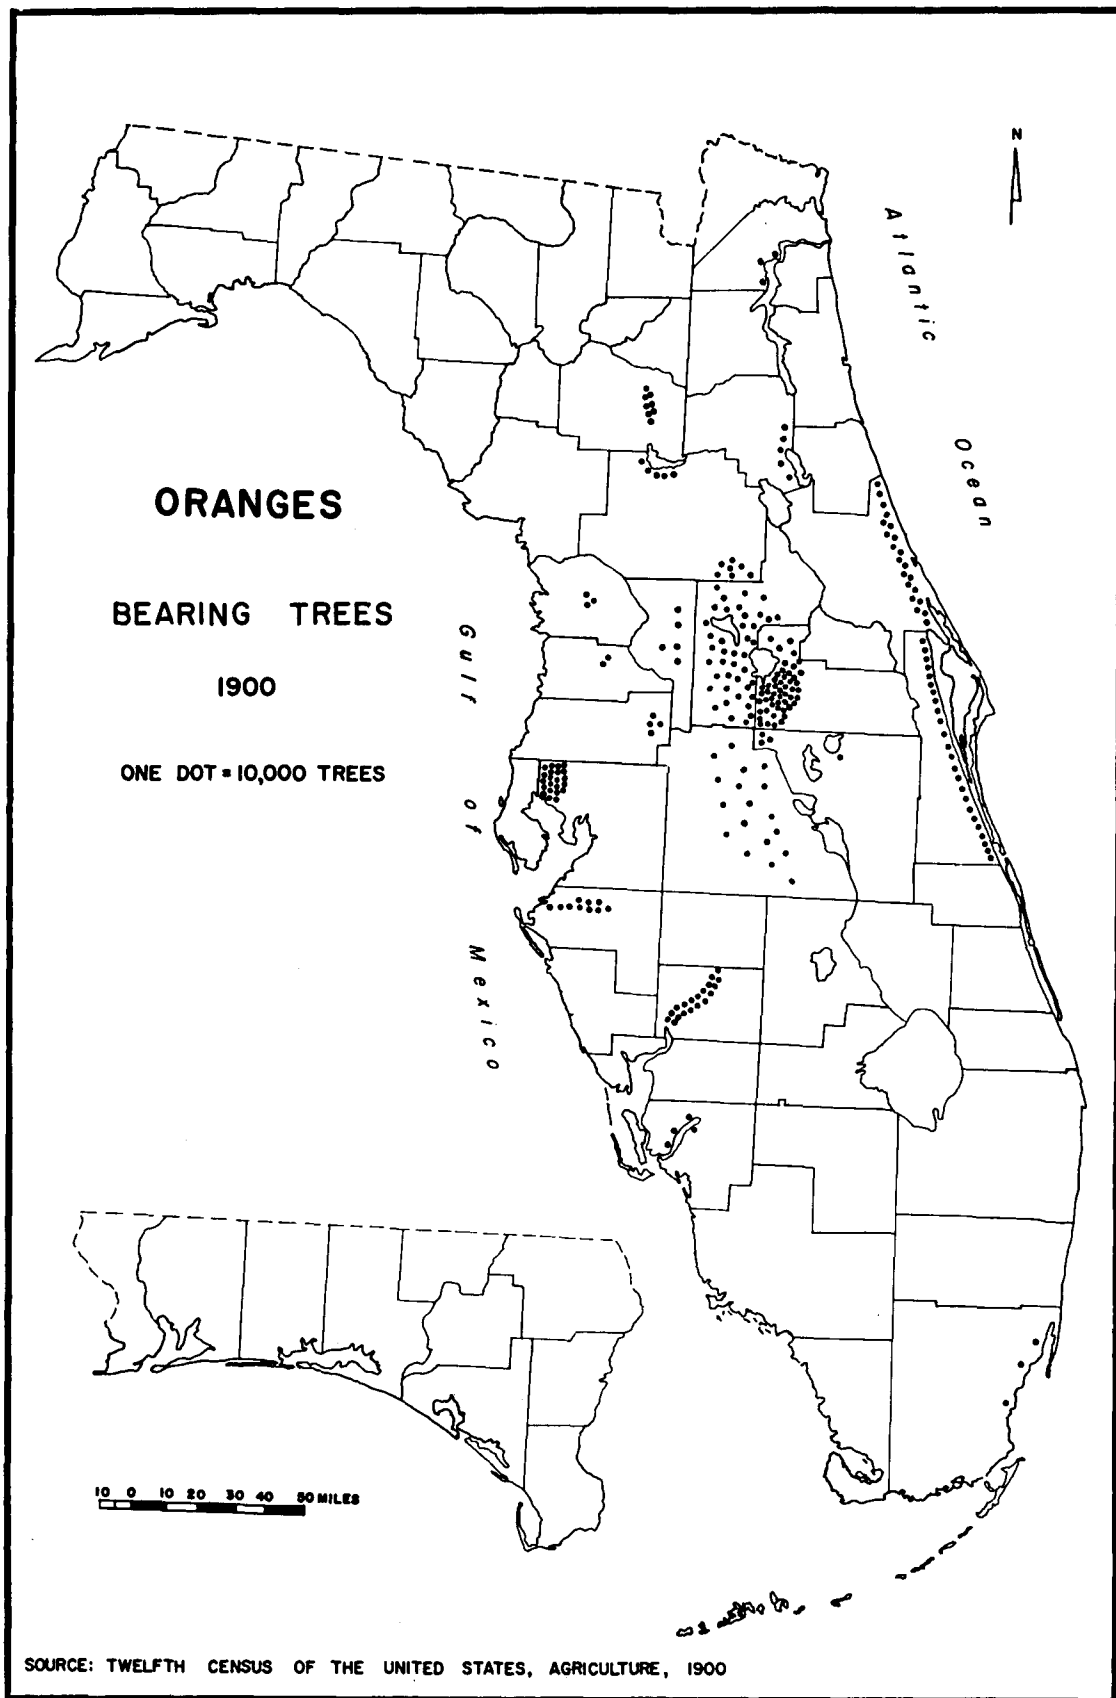 N
Atlantic
Ocean
ORANGES
BEARING TREES
1900
ONE DOT = 10,000 TREES
Gulf
of
Mexico
10 0 10 20 30 40 50 MILES
SOURCE: TWELFTH CENSUS OF THE UNITED STATES, AGRICULTURE, 1900